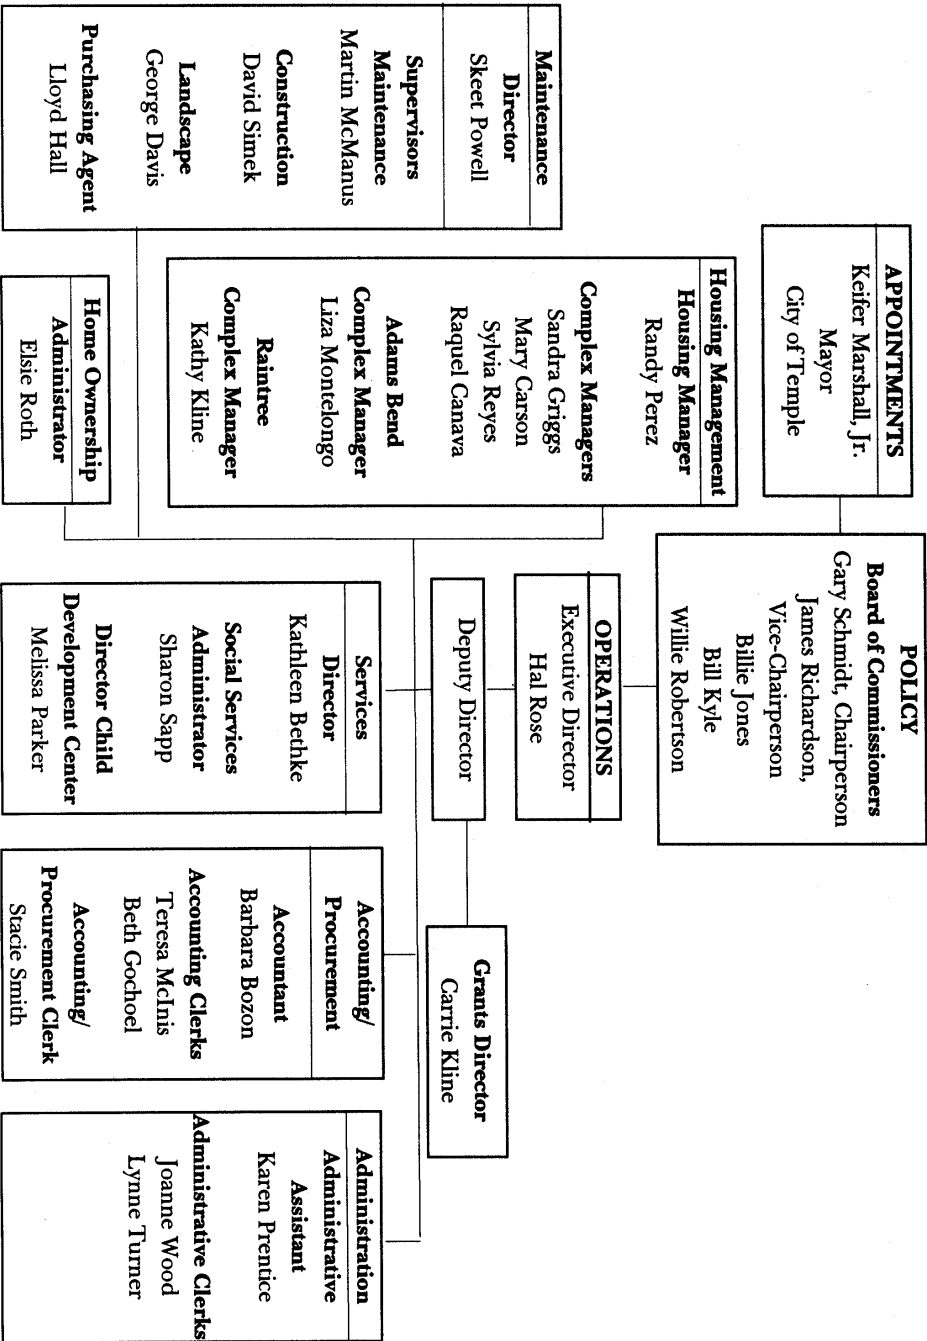 APPOINTMENTS
Keifer Marshall, Jr.
Mayor
City of Temple
POLICY
Board of Commissioners
Gary Schmidt, Chairperson
James Richardson,
Vice-Chairperson
Billie Jones
Bill Kyle
Willie Robertson
OPERATIONS
Executive Director
Hal Rose
Deputy Director
Grants Director
Carrie Kline
Maintenance
Director
Skeet Powell
Supervisors
Maintenance
Martin McManus
Construction
David Simek
Landscape
George Davis
Purchasing Agent
Lloyd Hall
Housing Management
Housing Manager
Randy Perez
Complex Managers
Sandra Griggs
Mary Carson
Sylvia Reyes
Raquel Canava
Adams Bend
Complex Manager
Liza Montelongo
Raintree
Complex Manager
Kathy Kline
Home Ownership
Administrator
Elsie Roth
Services
Director
Kathleen Bethke
Social Services
Administrator
Sharon Sapp
Director Child
Development Center
Melissa Parker
Accounting/
Procurement
Accountant
Barbara Bozon
Accounting Clerks
Teresa McInis
Beth Gochoel
Accounting/
Procurement Clerk
Stacie Smith
Administration
Administrative
Assistant
Karen Prentice
Administrative Clerks
Joanne Wood
Lynne Turner